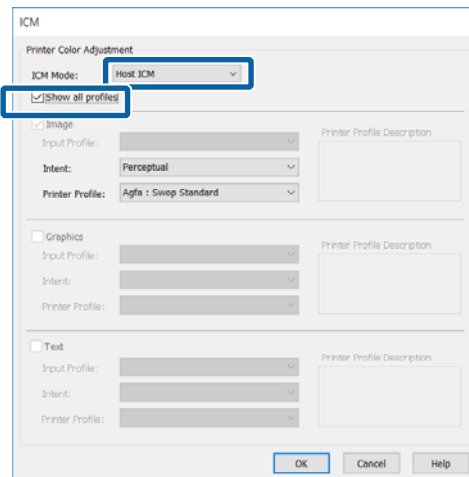 ICM
Printer Color Adjustment
ICM Mode: Host ICM
Show all profiles
Image
Input Profile:
Printer Profile Description
Intent: Perceptual
Printer Profile: Agfa : Swop Standard
Graphics
Input Profile:
Printer Profile Description
Intent:
Printer Profile:
Text
Input Profile:
Printer Profile Description
Intent:
Printer Profile:
OK Cancel Help